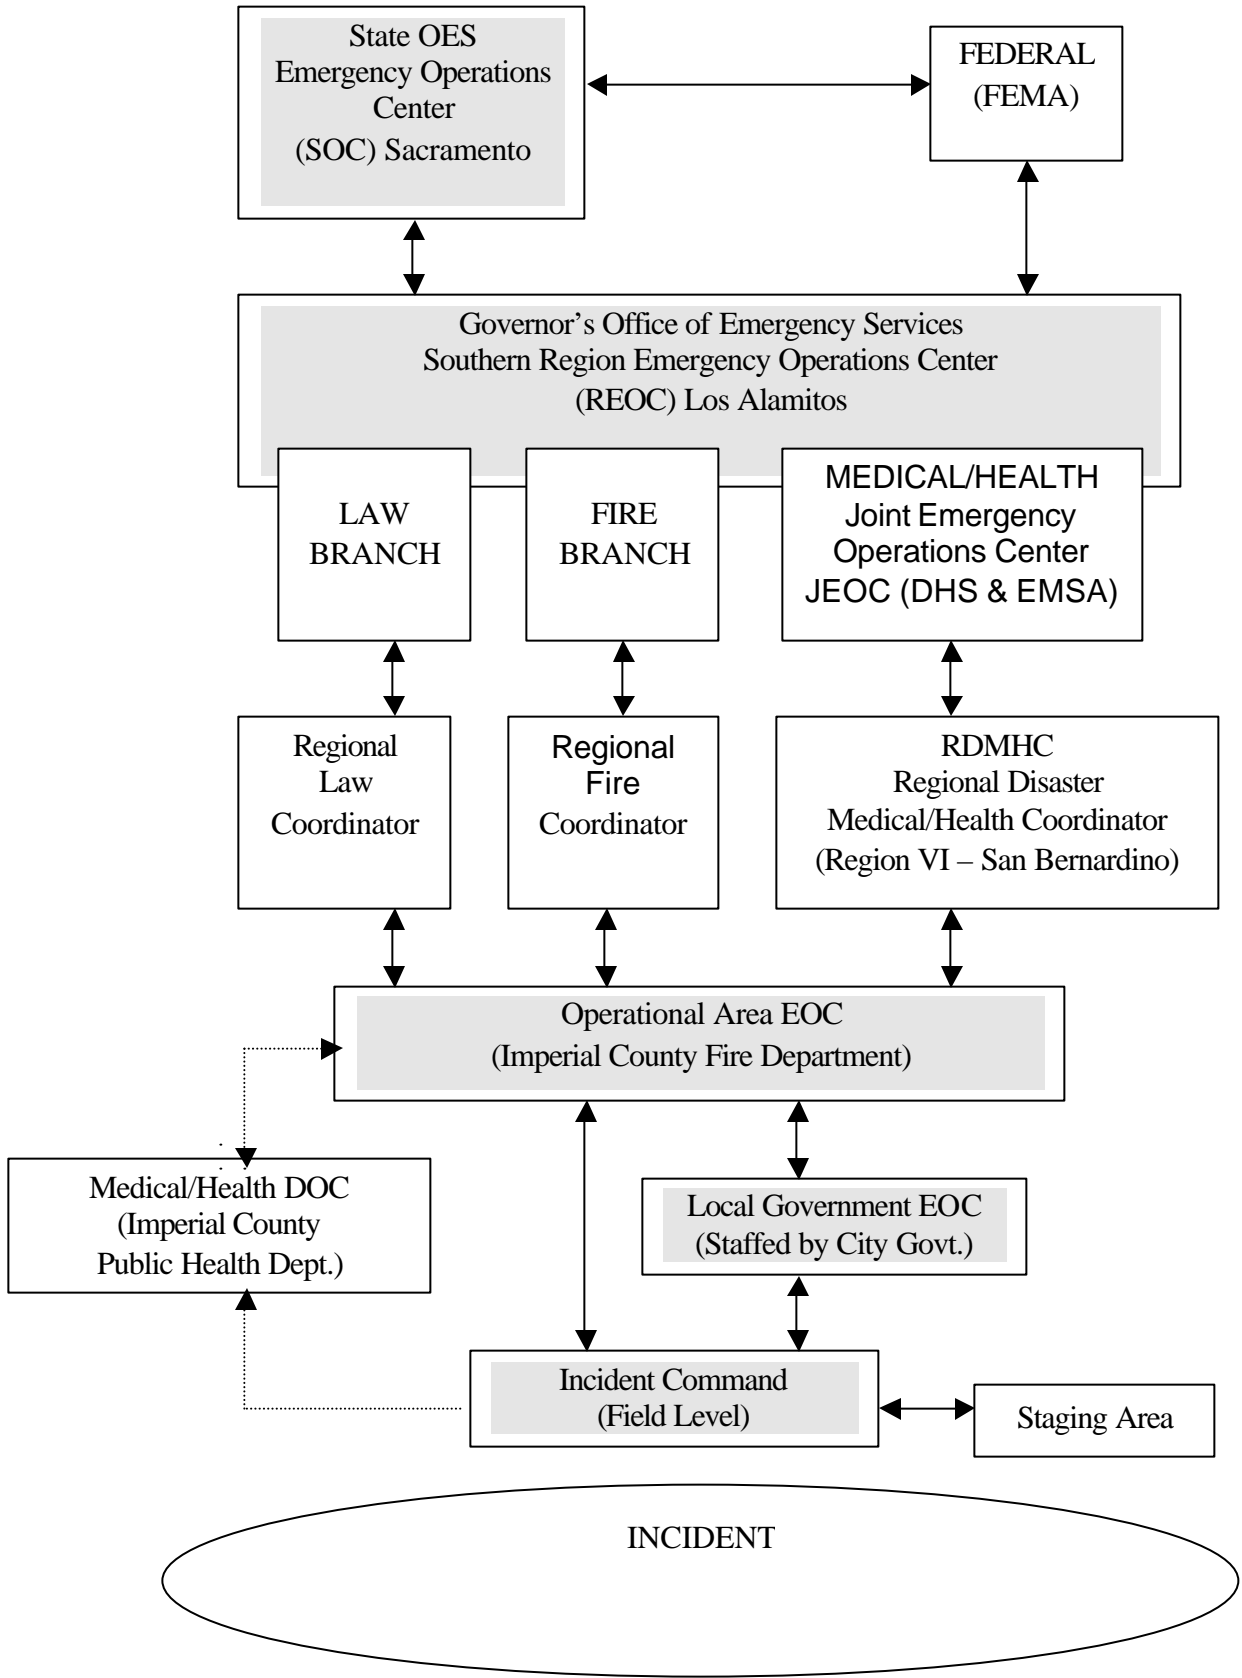 State OES
Emergency Operations
Center
(SOC) Sacramento
FEDERAL
(FEMA)
Governor’s Office of Emergency Services
Southern Region Emergency Operations Center
(REOC) Los Alamitos
LAW
BRANCH
FIRE
BRANCH
MEDICAL/HEALTH
Joint Emergency
Operations Center
JEOC (DHS & EMSA)
Regional
Law
Coordinator
Regional
Fire
Coordinator
RDMHC
Regional Disaster
Medical/Health Coordinator
(Region VI – San Bernardino)
Operational Area EOC
(Imperial County Fire Department)
Medical/Health DOC
(Imperial County
Public Health Dept.)
Local Government EOC
(Staffed by City Govt.)
Incident Command
(Field Level)
Staging Area
INCIDENT